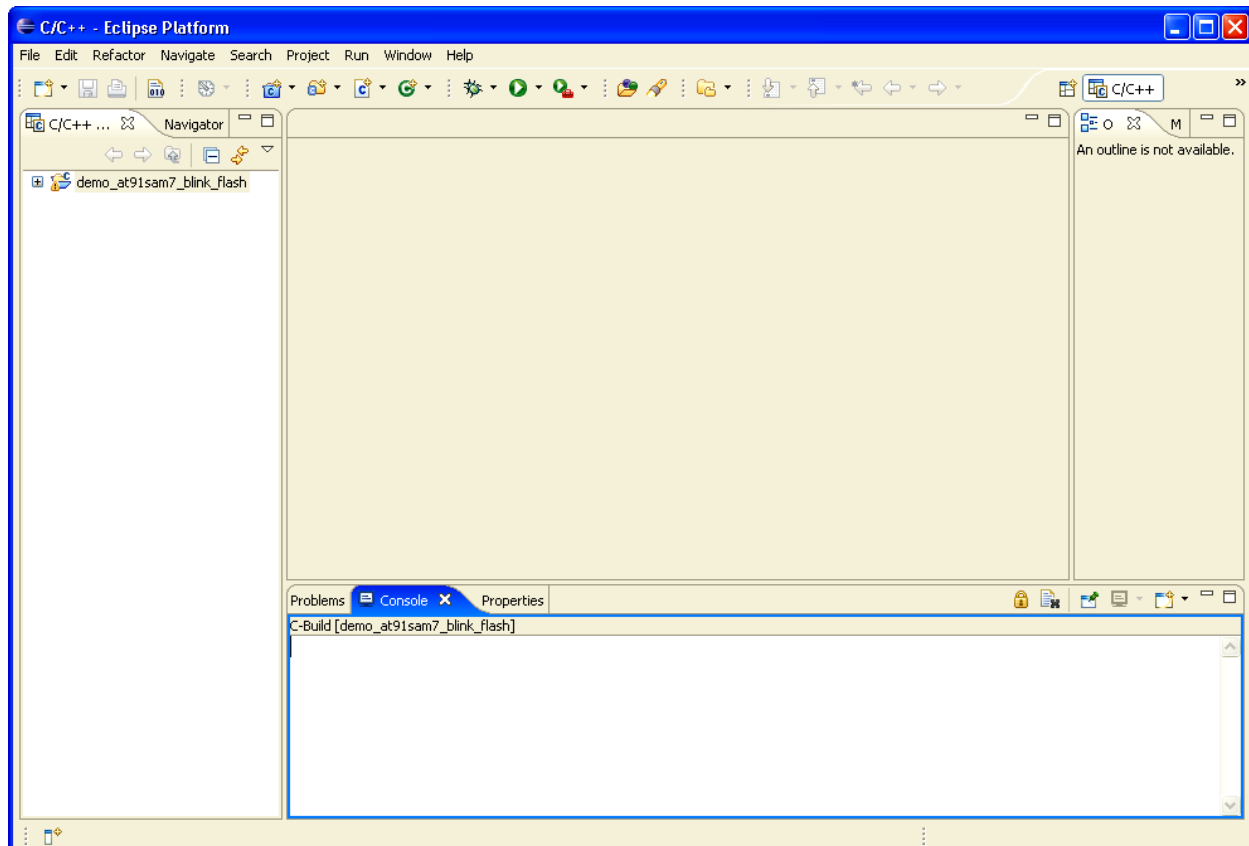 C/C++ - Eclipse Platform
File Edit Refactor Navigate Search Project Run Window Help
C/C++
»
C/C++ ...
Navigator
demo_at91sam7_blink_flash
O
M
An outline is not available.
Problems Console Properties
C-Build [demo_at91sam7_blink_flash]